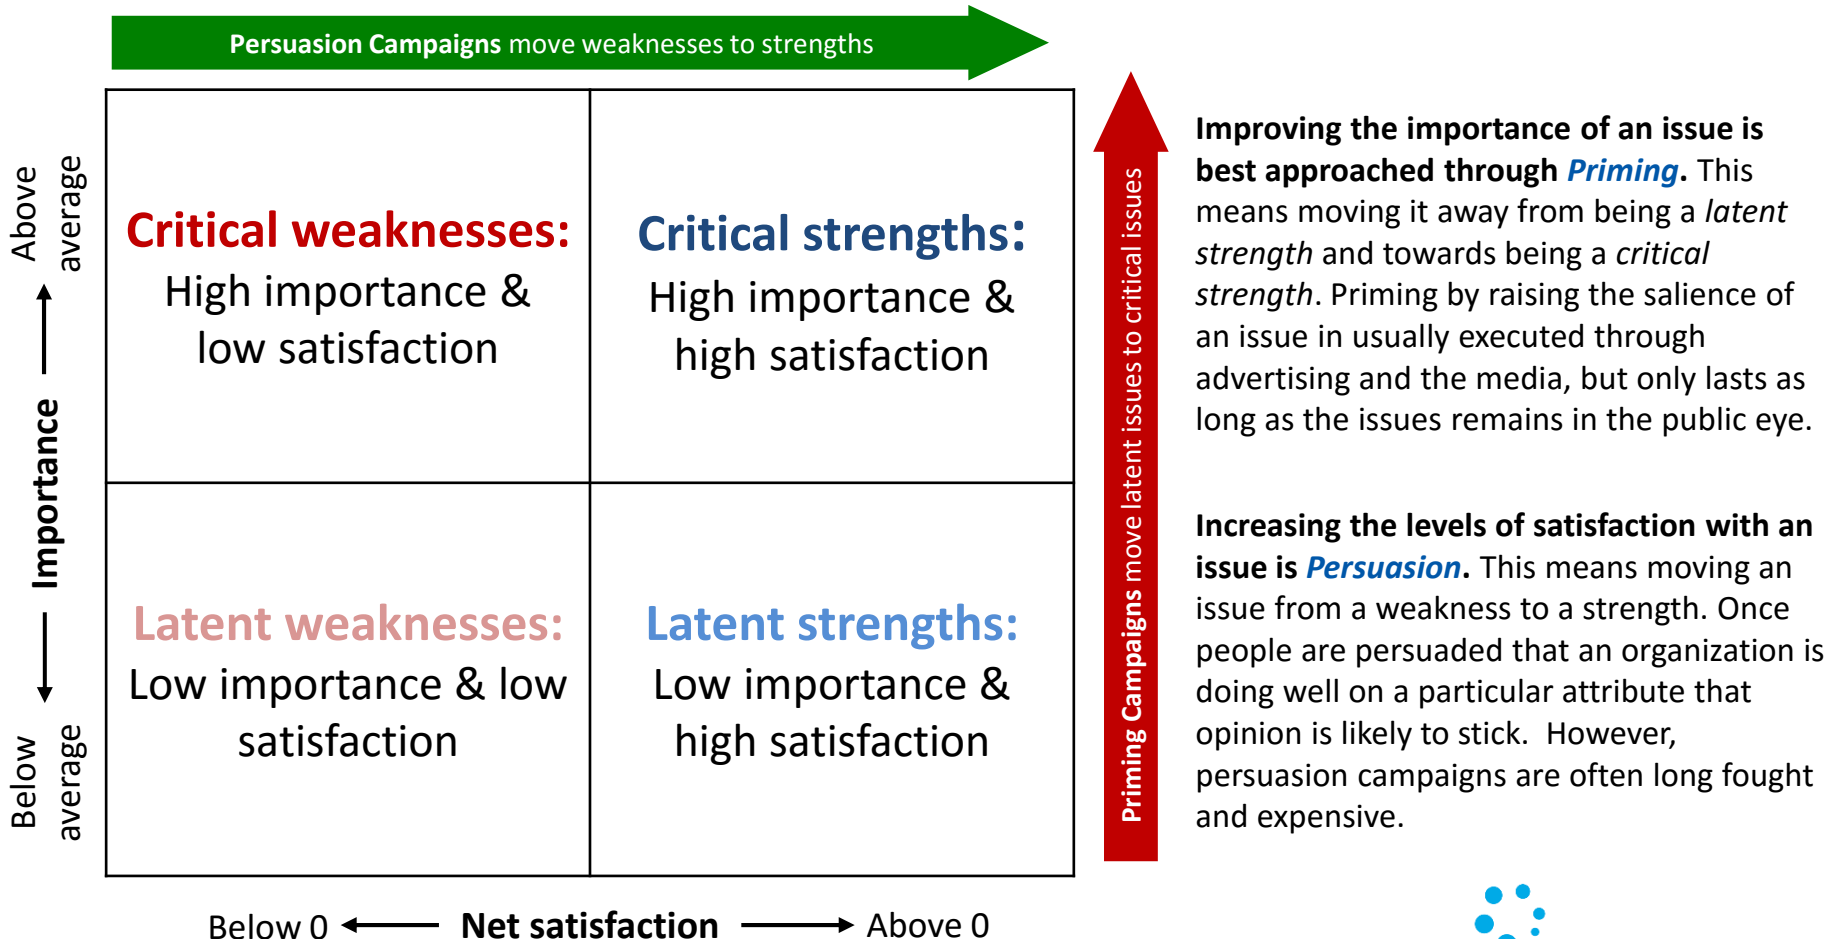 Persuasion Campaigns move weaknesses to strengths
Above
average
Importance
Below
average
Critical weaknesses:
High importance &
low satisfaction
Critical strengths:
High importance &
high satisfaction
Latent weaknesses:
Low importance & low
satisfaction
Latent strengths:
Low importance &
high satisfaction
Below 0
Net satisfaction
Above 0
Priming Campaigns move latent issues to critical issues
Improving the importance of an issue is
best approached through Priming. This
means moving it away from being a latent
strength and towards being a critical
strength. Priming by raising the salience of
an issue in usually executed through
advertising and the media, but only lasts as
long as the issues remains in the public eye.
Increasing the levels of satisfaction with an
issue is Persuasion. This means moving an
issue from a weakness to a strength. Once
people are persuaded that an organization is
doing well on a particular attribute that
opinion is likely to stick.  However,
persuasion campaigns are often long fought
and expensive.